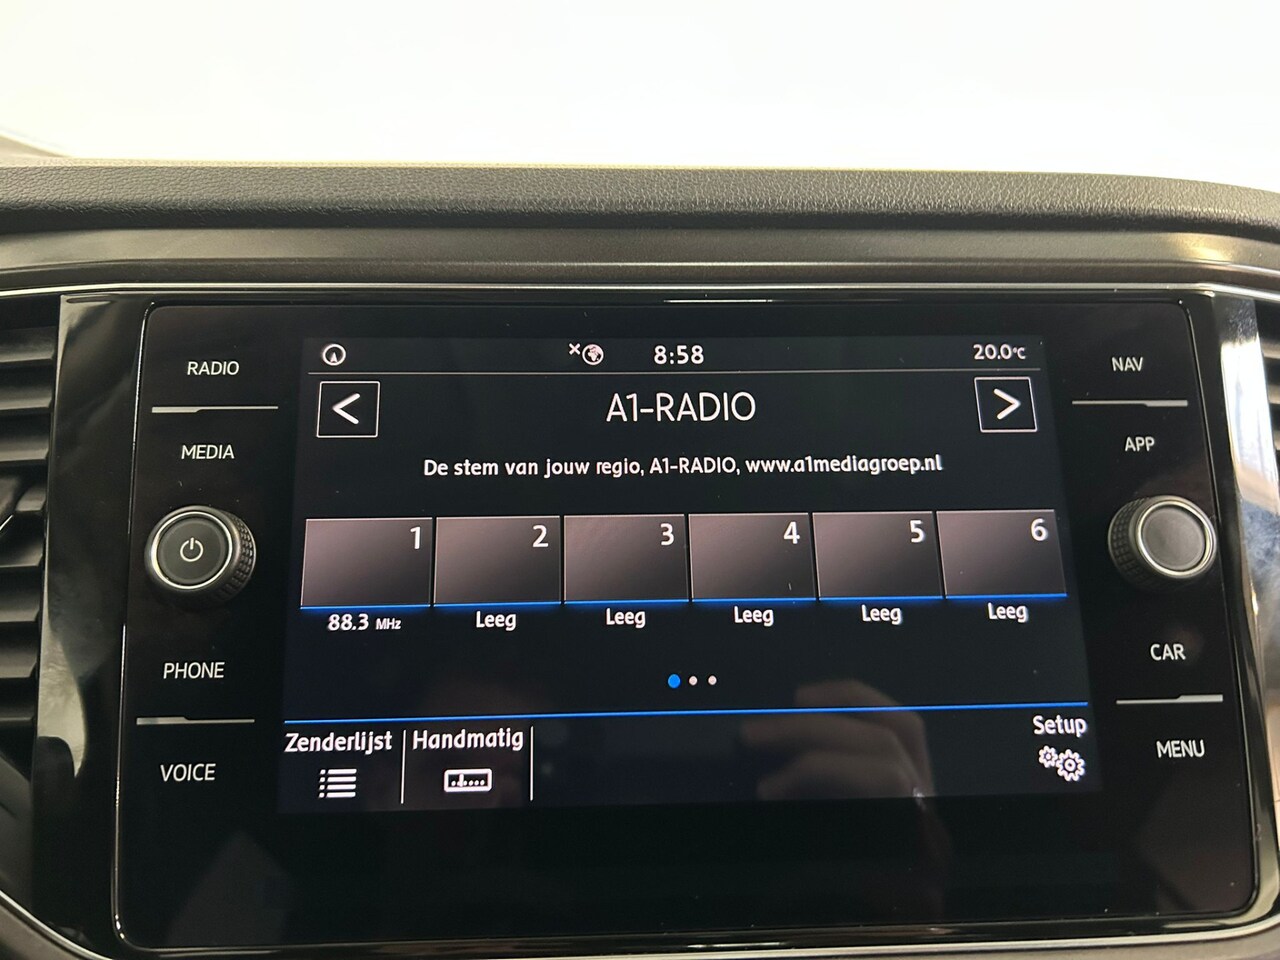 RADIO
MEDIA
PHONE
VOICE
8:58
20.0°C
A1-RADIO
De stem van jouw regio, A1-RADIO, www.a1mediagroep.nl
1 2 3 4 5 6
88.3 MHz Leeg Leeg Leeg Leeg Leeg
Zenderlijst Handmatig Setup
NAV
APP
CAR
MENU